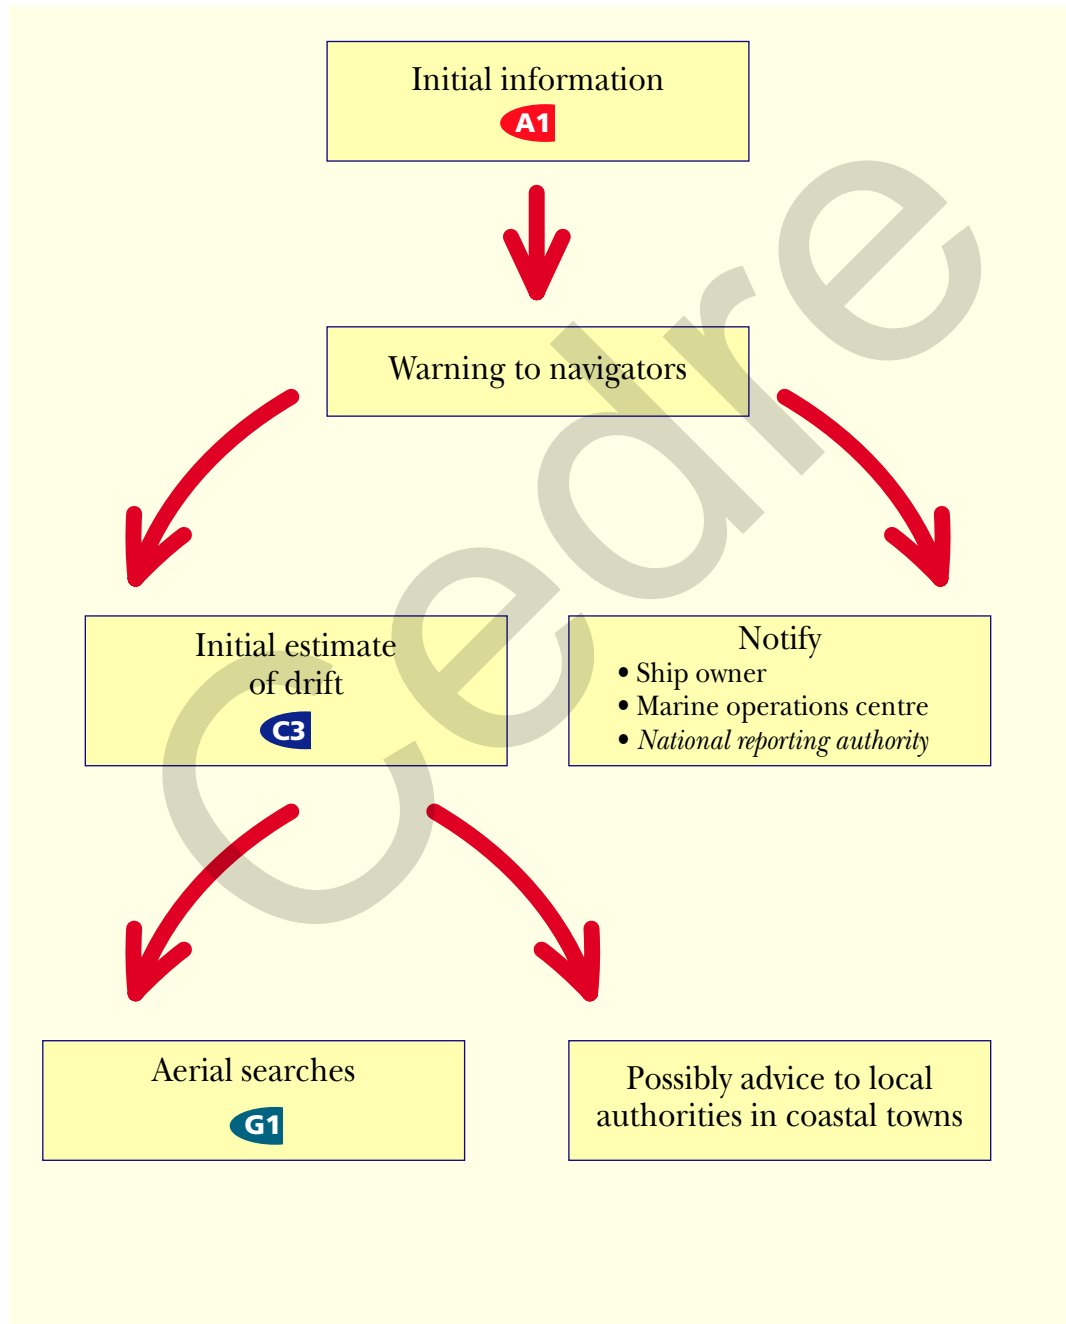 Initial information
A1
Warning to navigators
Initial estimate
of drift
C3
Notify
• Ship owner
• Marine operations centre
• National reporting authority
Aerial searches
G1
Possibly advice to local
authorities in coastal towns
Cedre